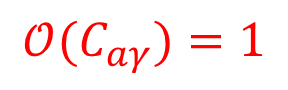 𝒪(C_{aγ}) = 1